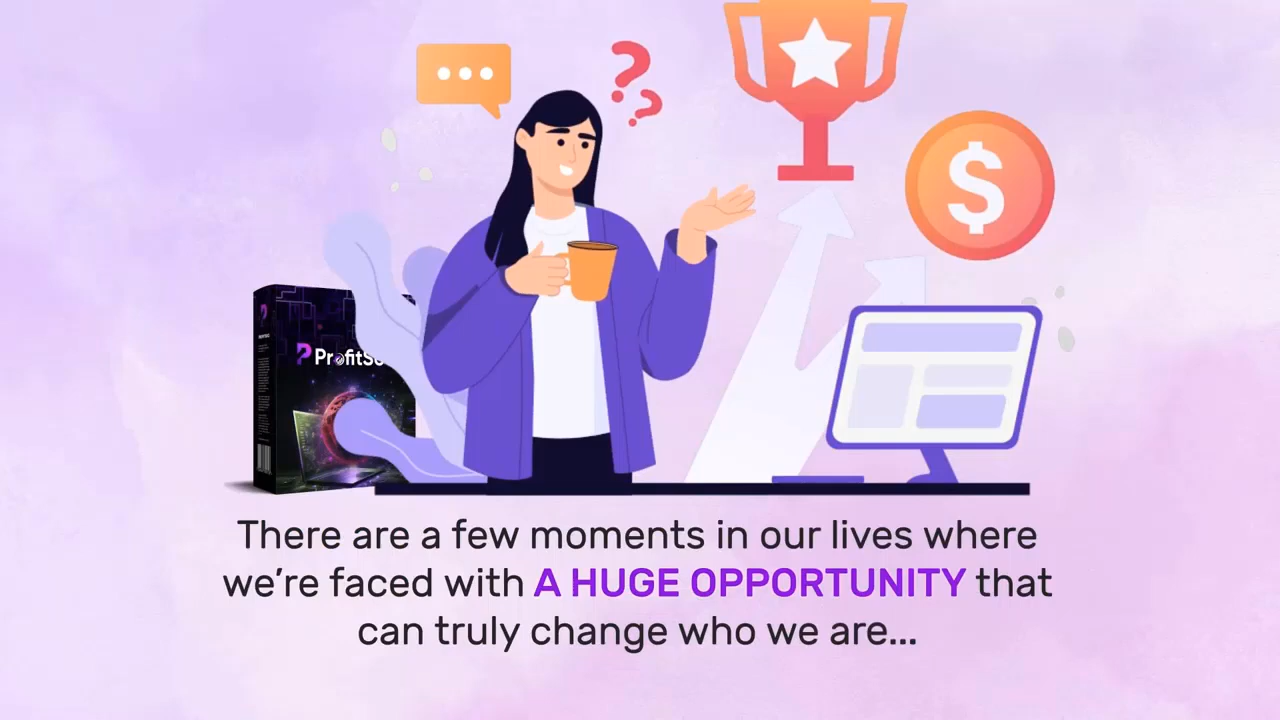 $
There are a few moments in our lives where
we’re faced with A HUGE OPPORTUNITY that
can truly change who we are...